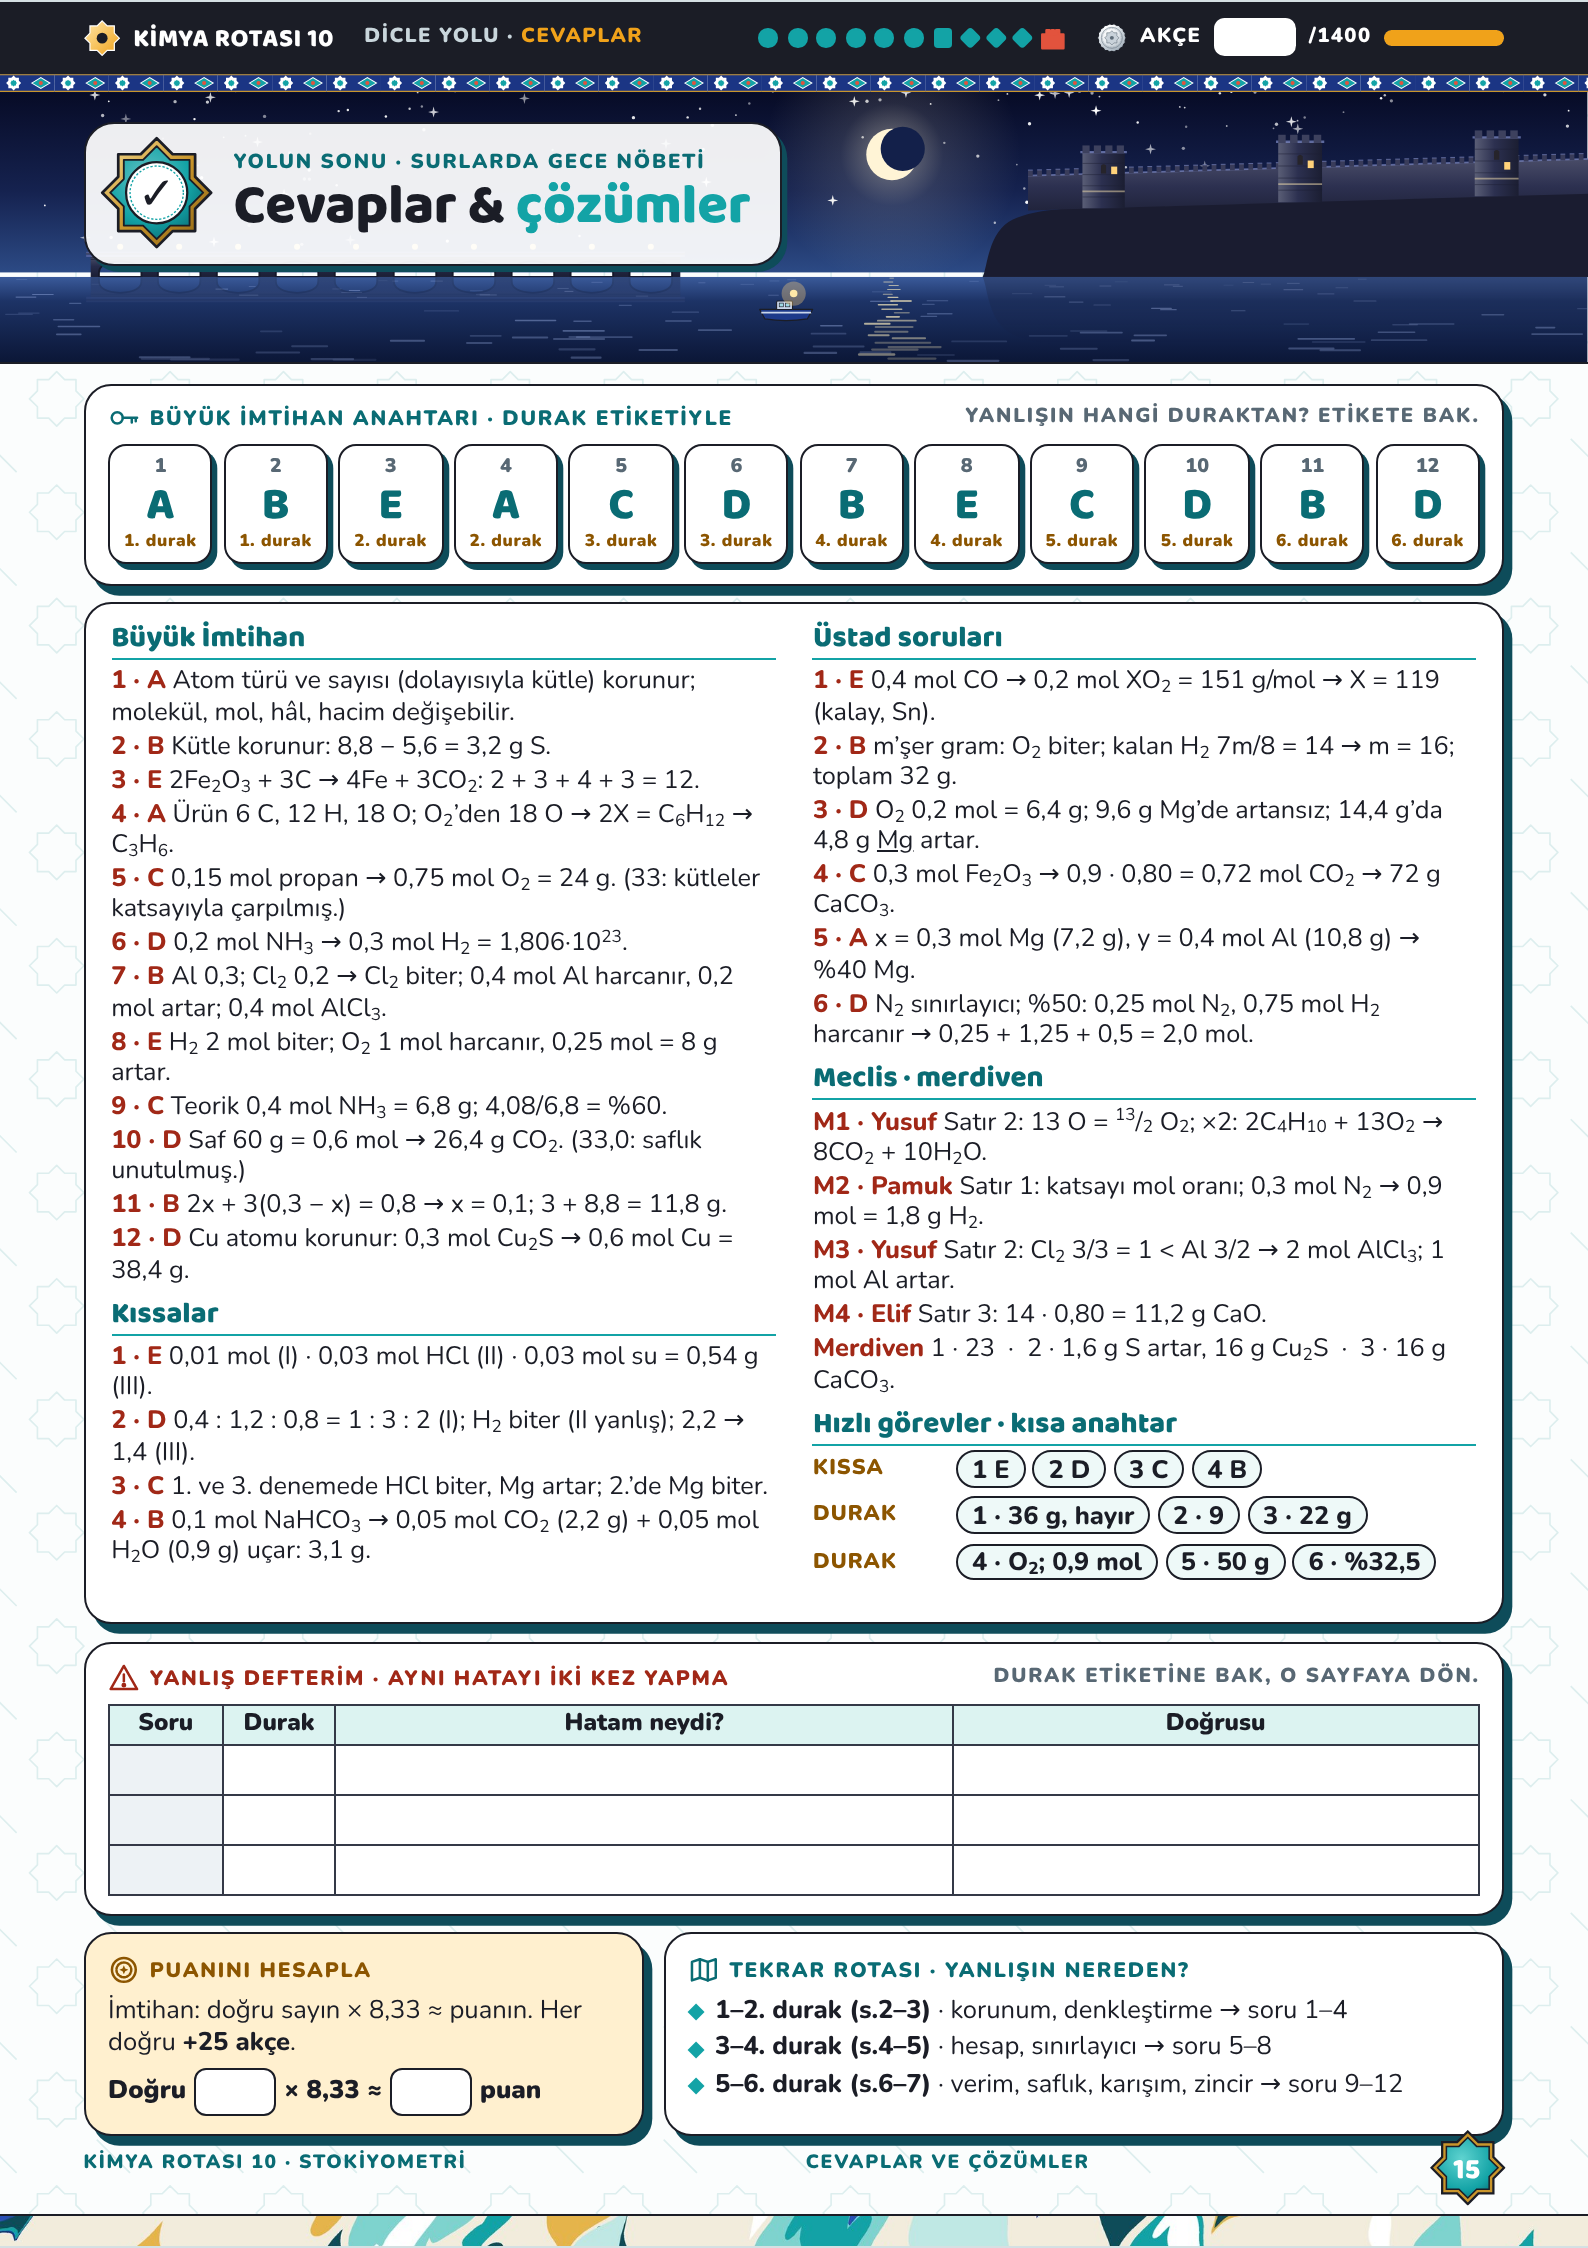 KİMYA ROTASI 10 DİCLE YOLU · CEVAPLAR AKÇE /1400
YOLUN SONU · SURLARDA GECE NÖBETİ
✓ Cevaplar & çözümler
BÜYÜK İMTİHAN ANAHTARI · DURAK ETİKETİYLE YANLIŞIN HANGİ DURAKTAN? ETİKETE BAK.
1 2 3 4 5 6 7 8 9 10 11 12
A B E A C D B E C D B D
1. durak 1. durak 2. durak 2. durak 3. durak 3. durak 4. durak 4. durak 5. durak 5. durak 6. durak 6. durak
Büyük İmtihan
1 · A Atom türü ve sayısı (dolayısıyla kütle) korunur;
molekül, mol, hâl, hacim değişebilir.
2 · B Kütle korunur: 8,8 − 5,6 = 3,2 g S.
3 · E 2Fe₂O₃ + 3C → 4Fe + 3CO₂: 2 + 3 + 4 + 3 = 12.
4 · A Ürün 6 C, 12 H, 18 O; O₂’den 18 O → 2X = C₆H₁₂ →
C₃H₆.
5 · C 0,15 mol propan → 0,75 mol O₂ = 24 g. (33: kütleler
katsayıyla çarpılmış.)
6 · D 0,2 mol NH₃ → 0,3 mol H₂ = 1,806·10²³.
7 · B Al 0,3; Cl₂ 0,2 → Cl₂ biter; 0,4 mol Al harcanır, 0,2
mol artar; 0,4 mol AlCl₃.
8 · E H₂ 2 mol biter; O₂ 1 mol harcanır, 0,25 mol = 8 g
artar.
9 · C Teorik 0,4 mol NH₃ = 6,8 g; 4,08/6,8 = %60.
10 · D Saf 60 g = 0,6 mol → 26,4 g CO₂. (33,0: saflık
unutulmuş.)
11 · B 2x + 3(0,3 − x) = 0,8 → x = 0,1; 3 + 8,8 = 11,8 g.
12 · D Cu atomu korunur: 0,3 mol Cu₂S → 0,6 mol Cu =
38,4 g.
Kıssalar
1 · E 0,01 mol (I) · 0,03 mol HCl (II) · 0,03 mol su = 0,54 g
(III).
2 · D 0,4 : 1,2 : 0,8 = 1 : 3 : 2 (I); H₂ biter (II yanlış); 2,2 →
1,4 (III).
3 · C 1. ve 3. denemede HCl biter, Mg artar; 2.’de Mg biter.
4 · B 0,1 mol NaHCO₃ → 0,05 mol CO₂ (2,2 g) + 0,05 mol
H₂O (0,9 g) uçar: 3,1 g.
Üstad soruları
1 · E 0,4 mol CO → 0,2 mol XO₂ = 151 g/mol → X = 119
(kalay, Sn).
2 · B m’şer gram: O₂ biter; kalan H₂ 7m/8 = 14 → m = 16;
toplam 32 g.
3 · D O₂ 0,2 mol = 6,4 g; 9,6 g Mg’de artansız; 14,4 g’da
4,8 g Mg artar.
4 · C 0,3 mol Fe₂O₃ → 0,9 · 0,80 = 0,72 mol CO₂ → 72 g
CaCO₃.
5 · A x = 0,3 mol Mg (7,2 g), y = 0,4 mol Al (10,8 g) →
%40 Mg.
6 · D N₂ sınırlayıcı; %50: 0,25 mol N₂, 0,75 mol H₂
harcanır → 0,25 + 1,25 + 0,5 = 2,0 mol.
Meclis · merdiven
M1 · Yusuf Satır 2: 13 O = ¹³/₂ O₂; ×2: 2C₄H₁₀ + 13O₂ →
8CO₂ + 10H₂O.
M2 · Pamuk Satır 1: katsayı mol oranı; 0,3 mol N₂ → 0,9
mol = 1,8 g H₂.
M3 · Yusuf Satır 2: Cl₂ 3/3 = 1 < Al 3/2 → 2 mol AlCl₃; 1
mol Al artar.
M4 · Elif Satır 3: 14 · 0,80 = 11,2 g CaO.
Merdiven 1 · 23 · 2 · 1,6 g S artar, 16 g Cu₂S · 3 · 16 g
CaCO₃.
Hızlı görevler · kısa anahtar
KISSA 1 E 2 D 3 C 4 B
DURAK 1 · 36 g, hayır 2 · 9 3 · 22 g
DURAK 4 · O₂; 0,9 mol 5 · 50 g 6 · %32,5
YANLIŞ DEFTERİM · AYNI HATAYI İKİ KEZ YAPMA DURAK ETİKETİNE BAK, O SAYFAYA DÖN.
Soru Durak Hatam neydi? Doğrusu
PUANINI HESAPLA
İmtihan: doğru sayın × 8,33 ≈ puanın. Her
doğru +25 akçe.
Doğru × 8,33 ≈ puan
TEKRAR ROTASI · YANLIŞIN NEREDEN?
1–2. durak (s.2–3) · korunum, denkleştirme → soru 1–4
3–4. durak (s.4–5) · hesap, sınırlayıcı → soru 5–8
5–6. durak (s.6–7) · verim, saflık, karışım, zincir → soru 9–12
KİMYA ROTASI 10 · STOKİYOMETRİ CEVAPLAR VE ÇÖZÜMLER 15